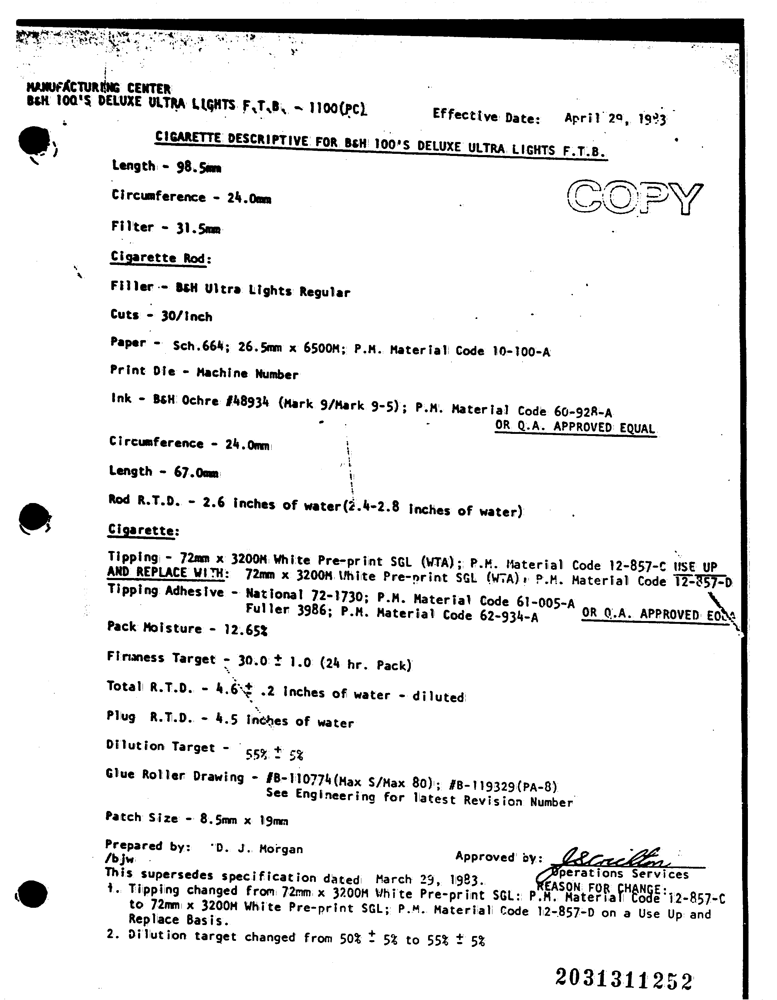 MANUFACTURING CENTER
B&H 100'S DELUXE ULTRA LIGHTS F.T.B. - 1100(PC)
Effective Date: April 29, 1983
CIGARETTE DESCRIPTIVE FOR B&H 100'S DELUXE ULTRA LIGHTS F.T.B.
Length - 98.5mm
COPY
Circumference - 24.0mm
Filter - 31.5mm
Cigarette Rod:
Filler - B&H Ultra Lights Regular
Cuts - 30/inch
Paper - Sch.664; 26.5mm x 6500M; P.M. Material Code 10-100-A
Print Die - Machine Number
Ink - B&H Ochre #48934 (Mark 9/Mark 9-5); P.M. Material Code 60-928-A
OR Q.A. APPROVED EQUAL
Circumference - 24.0mm
Length - 67.0mm
Rod R.T.D. - 2.6 inches of water(2.4-2.8 inches of water)
Cigarette:
Tipping - 72mm x 3200M White Pre-print SGL (WTA); P.M. Material Code 12-857-C USE UP
AND REPLACE WITH: 72mm x 3200M White Pre-print SGL (WTA); P.M. Material Code 12-857-D
Tipping Adhesive - National 72-1730; P.M. Material Code 61-005-A
Fuller 3986; P.M. Material Code 62-934-A OR Q.A. APPROVED
Pack Moisture - 12.65%
Firmness Target - 30.0 ± 1.0 (24 hr. Pack)
Total R.T.D. - 4.6 ± .2 inches of water - diluted
Plug R.T.D. - 4.5 inches of water
Dilution Target - 55% ± 5%
Glue Roller Drawing - #B-110774(Max S/Max 80); #B-119329(PA-8)
See Engineering for latest Revision Number
Patch Size - 8.5mm x 19mm
Prepared by: D. J. Morgan
/bjw
Approved by:
Operations Services
This supersedes specification dated March 29, 1983. REASON FOR CHANGE:
1. Tipping changed from 72mm x 3200M White Pre-print SGL: P.M. Material Code 12-857-C
to 72mm x 3200M White Pre-print SGL; P.M. Material Code 12-857-D on a Use Up and
Replace Basis.
2. Dilution target changed from 50% ± 5% to 55% ± 5%
2031311252